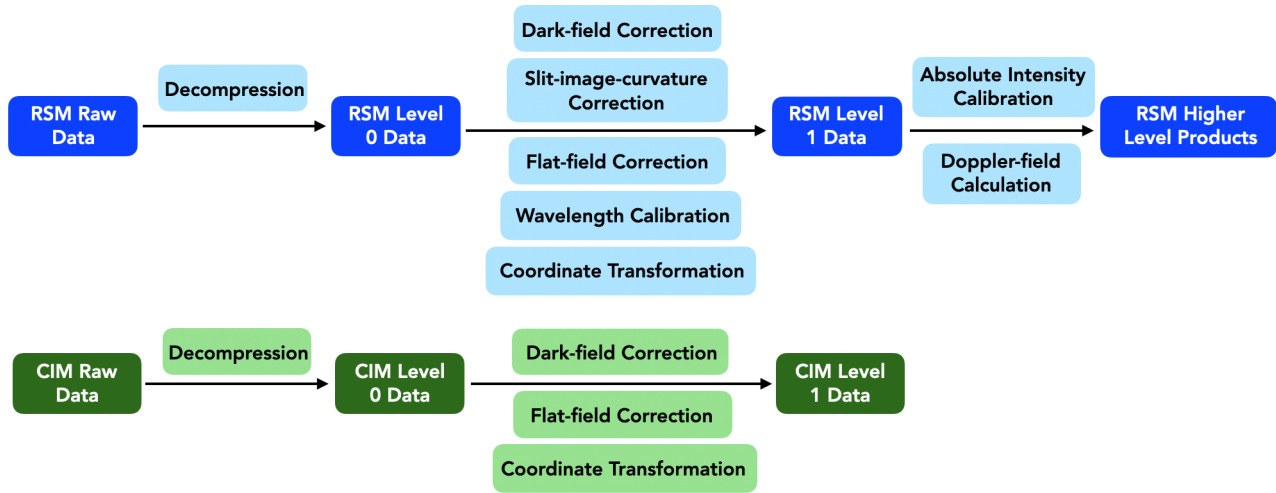 RSM Raw
Data
Decompression
RSM Level
0 Data
Dark-field Correction
Slit-image-curvature
Correction
Flat-field Correction
Wavelength Calibration
Coordinate Transformation
RSM Level
1 Data
Absolute Intensity
Calibration
Doppler-field
Calculation
RSM Higher
Level Products
CIM Raw
Data
Decompression
CIM Level
0 Data
Dark-field Correction
Flat-field Correction
Coordinate Transformation
CIM Level
1 Data